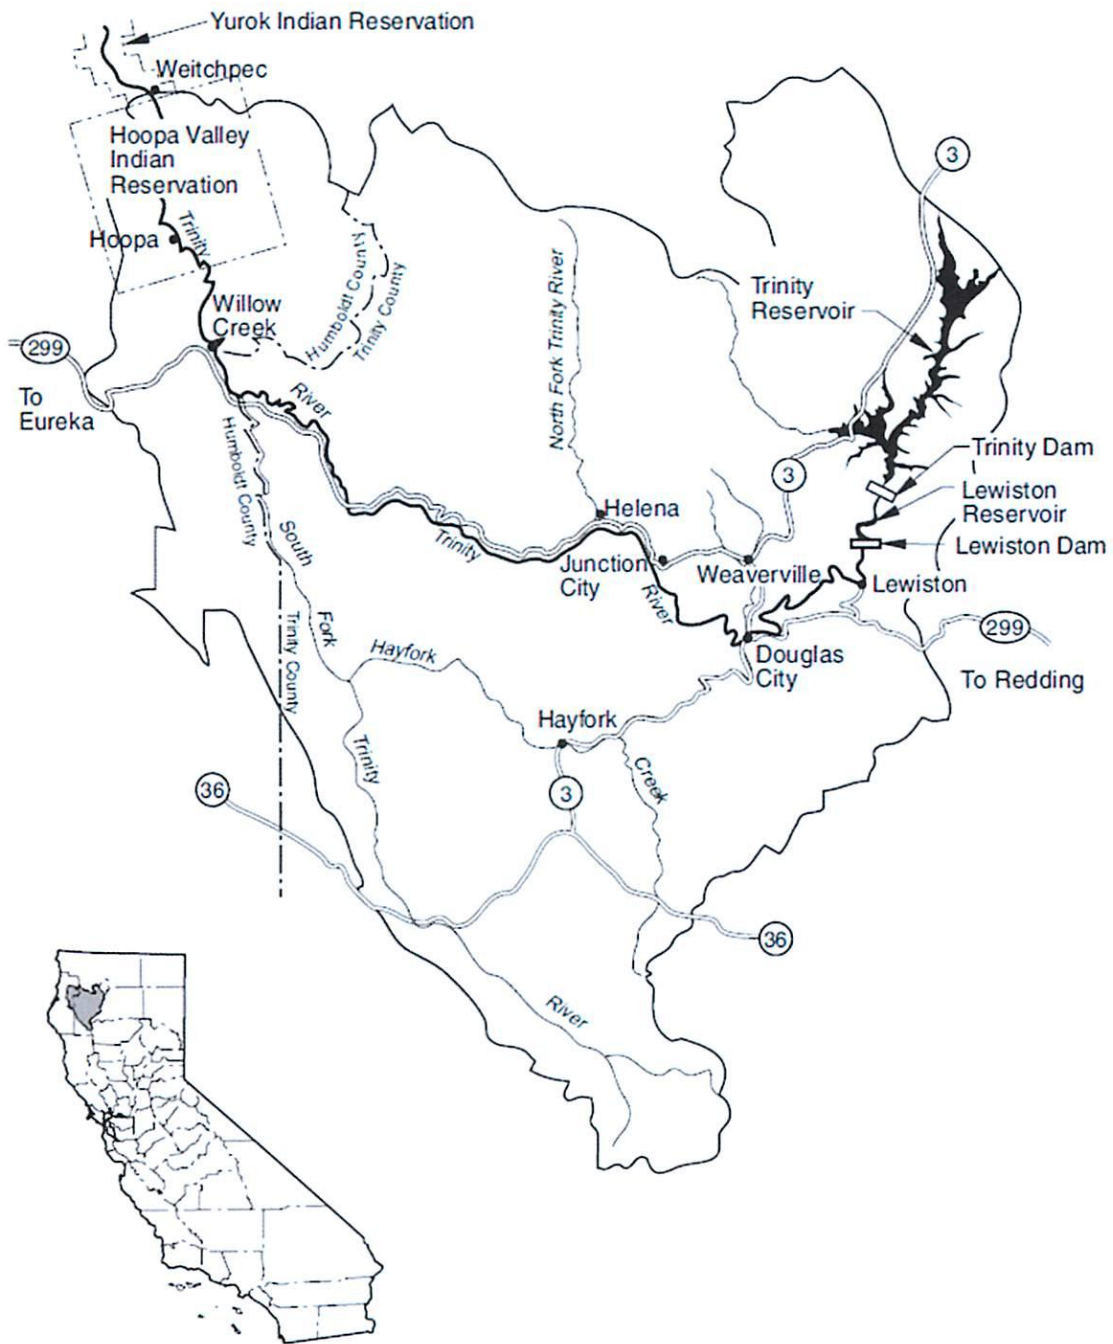 Yurok Indian Reservation
Weitchpec
Hoopa Valley
Indian
Reservation
3
Hoopa
Trinity
Humboldt County
Trinity County
North Fork Trinity River
Trinity
Reservoir
Willow
Creek
299
To
Eureka
River
Humboldt County
3
Trinity Dam
Lewiston
Reservoir
Lewiston Dam
Helena
Trinity
Junction
City
Weaverville
Lewiston
River
South
Fork
Trinity County
299
Douglas
City
To Redding
Hayfork
Hayfork
Trinity
Creek
36
3
36
River